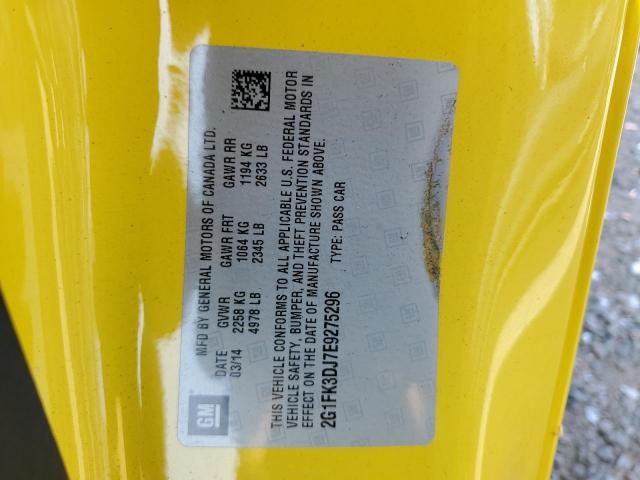 GM
MFD BY GENERAL MOTORS OF CANADA LTD.
DATE GVWR GAWR FRT GAWR RR
03/14 2258 KG 1064 KG 1194 KG
4978 LB 2345 LB 2633 LB
THIS VEHICLE CONFORMS TO ALL APPLICABLE U.S. FEDERAL MOTOR
VEHICLE SAFETY, BUMPER, AND THEFT PREVENTION STANDARDS IN
EFFECT ON THE DATE OF MANUFACTURE SHOWN ABOVE.
2G1FK3DJ7E9275296 TYPE: PASS CAR